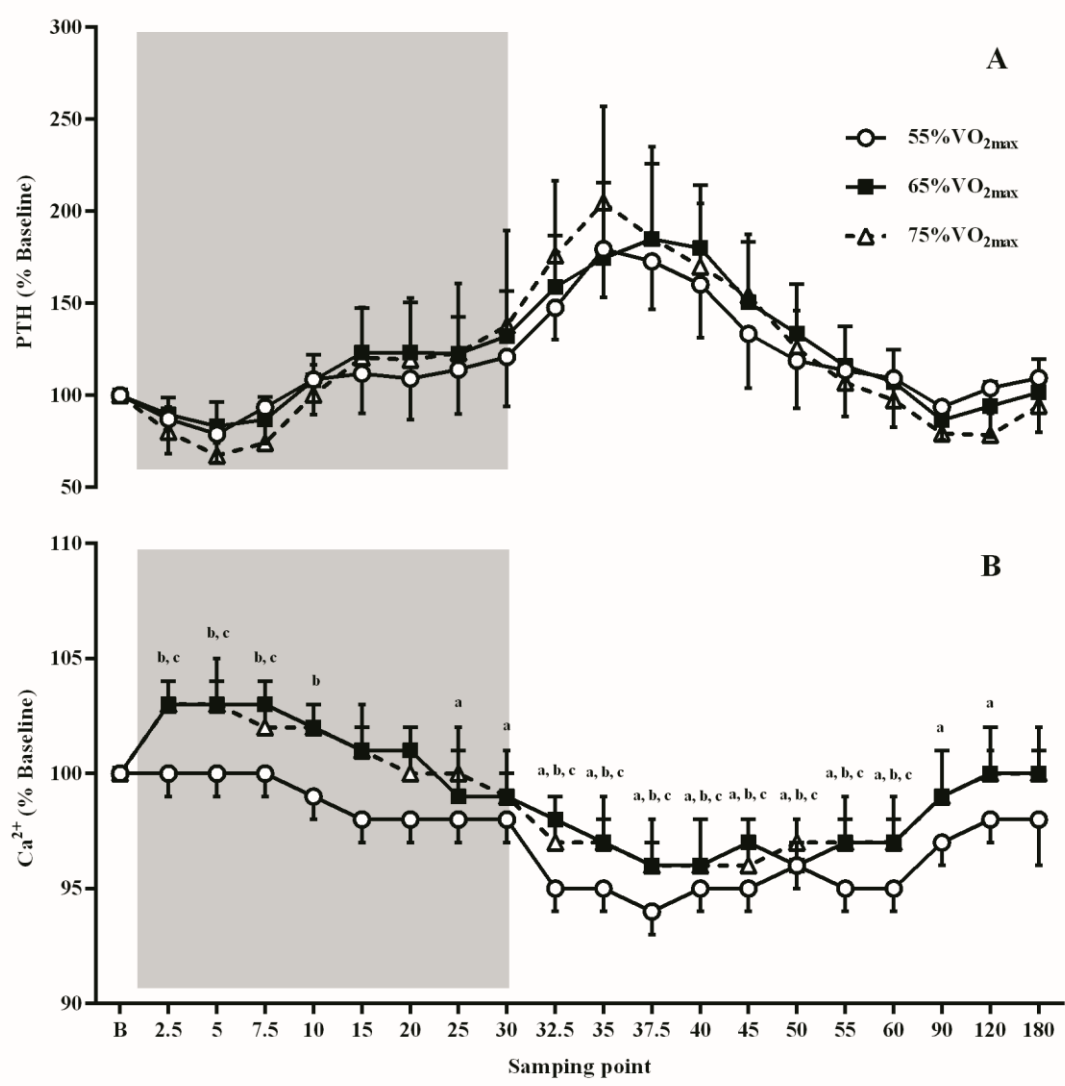 A
PTH (% Baseline)
300
250
200
150
100
50
55%VO2max
65%VO2max
75%VO2max
B
Ca2+ (% Baseline)
110
105
100
95
90
b, c
b, c
b, c
b
a
a
a, b, c
a, b, c
a, b, c
a, b, c
a, b, c
a, b, c
a, b, c
a, b, c
a
a
B 2.5 5 7.5 10 15 20 25 30 32.5 35 37.5 40 45 50 55 60 90 120 180
Samping point